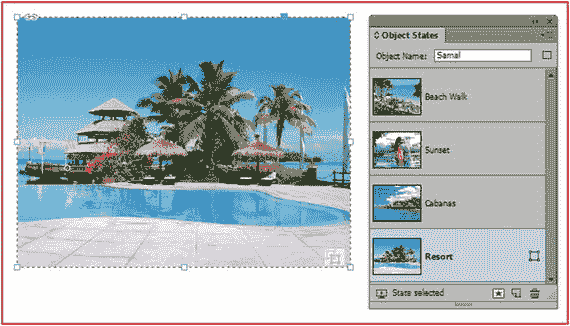 Object States
Object Name: Samal
Beach Walk
Sunset
Cabanas
Resort
State selected